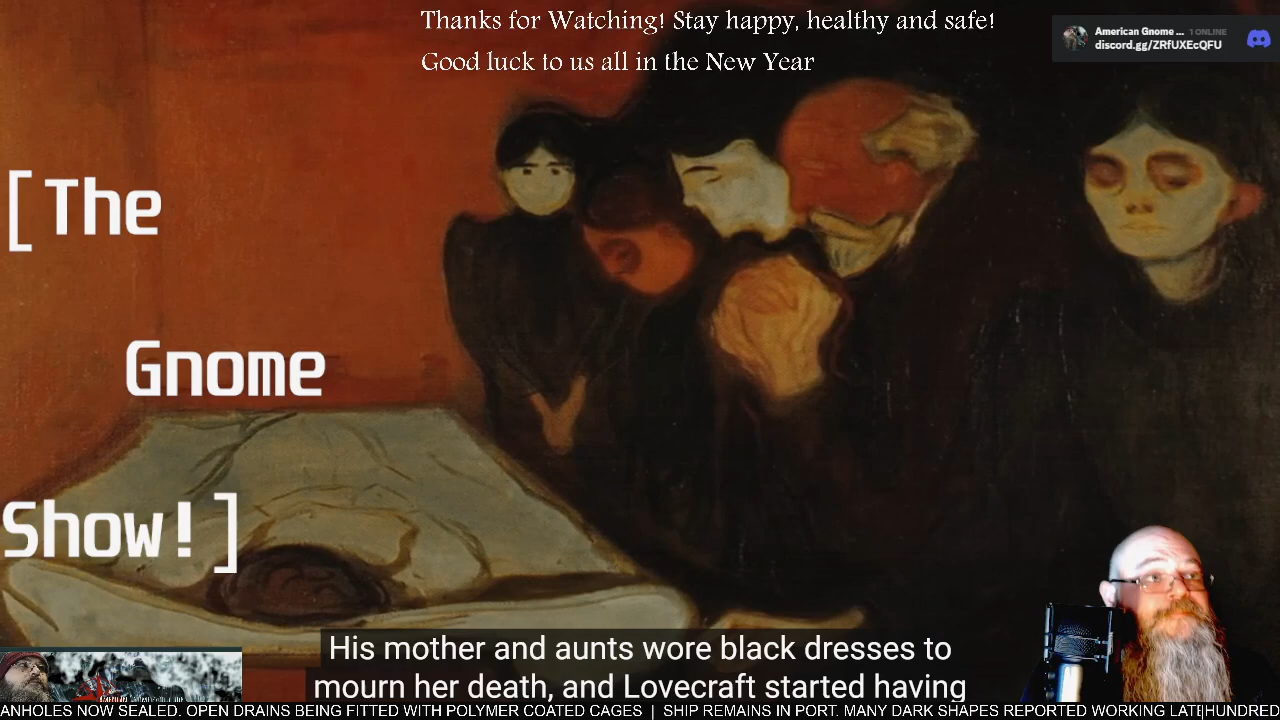 Thanks for Watching! Stay happy, healthy and safe!
Good luck to us all in the New Year
American Gnome ... 1 ONLINE
discord.gg/ZRfUXEcQFU
[The
Gnome
Show!]
His mother and aunts wore black dresses to
mourn her death, and Lovecraft started having
ANHOLES NOW SEALED. OPEN DRAINS BEING FITTED WITH POLYMER COATED CAGES | SHIP REMAINS IN PORT. MANY DARK SHAPES REPORTED WORKING LATE|HUNDRED